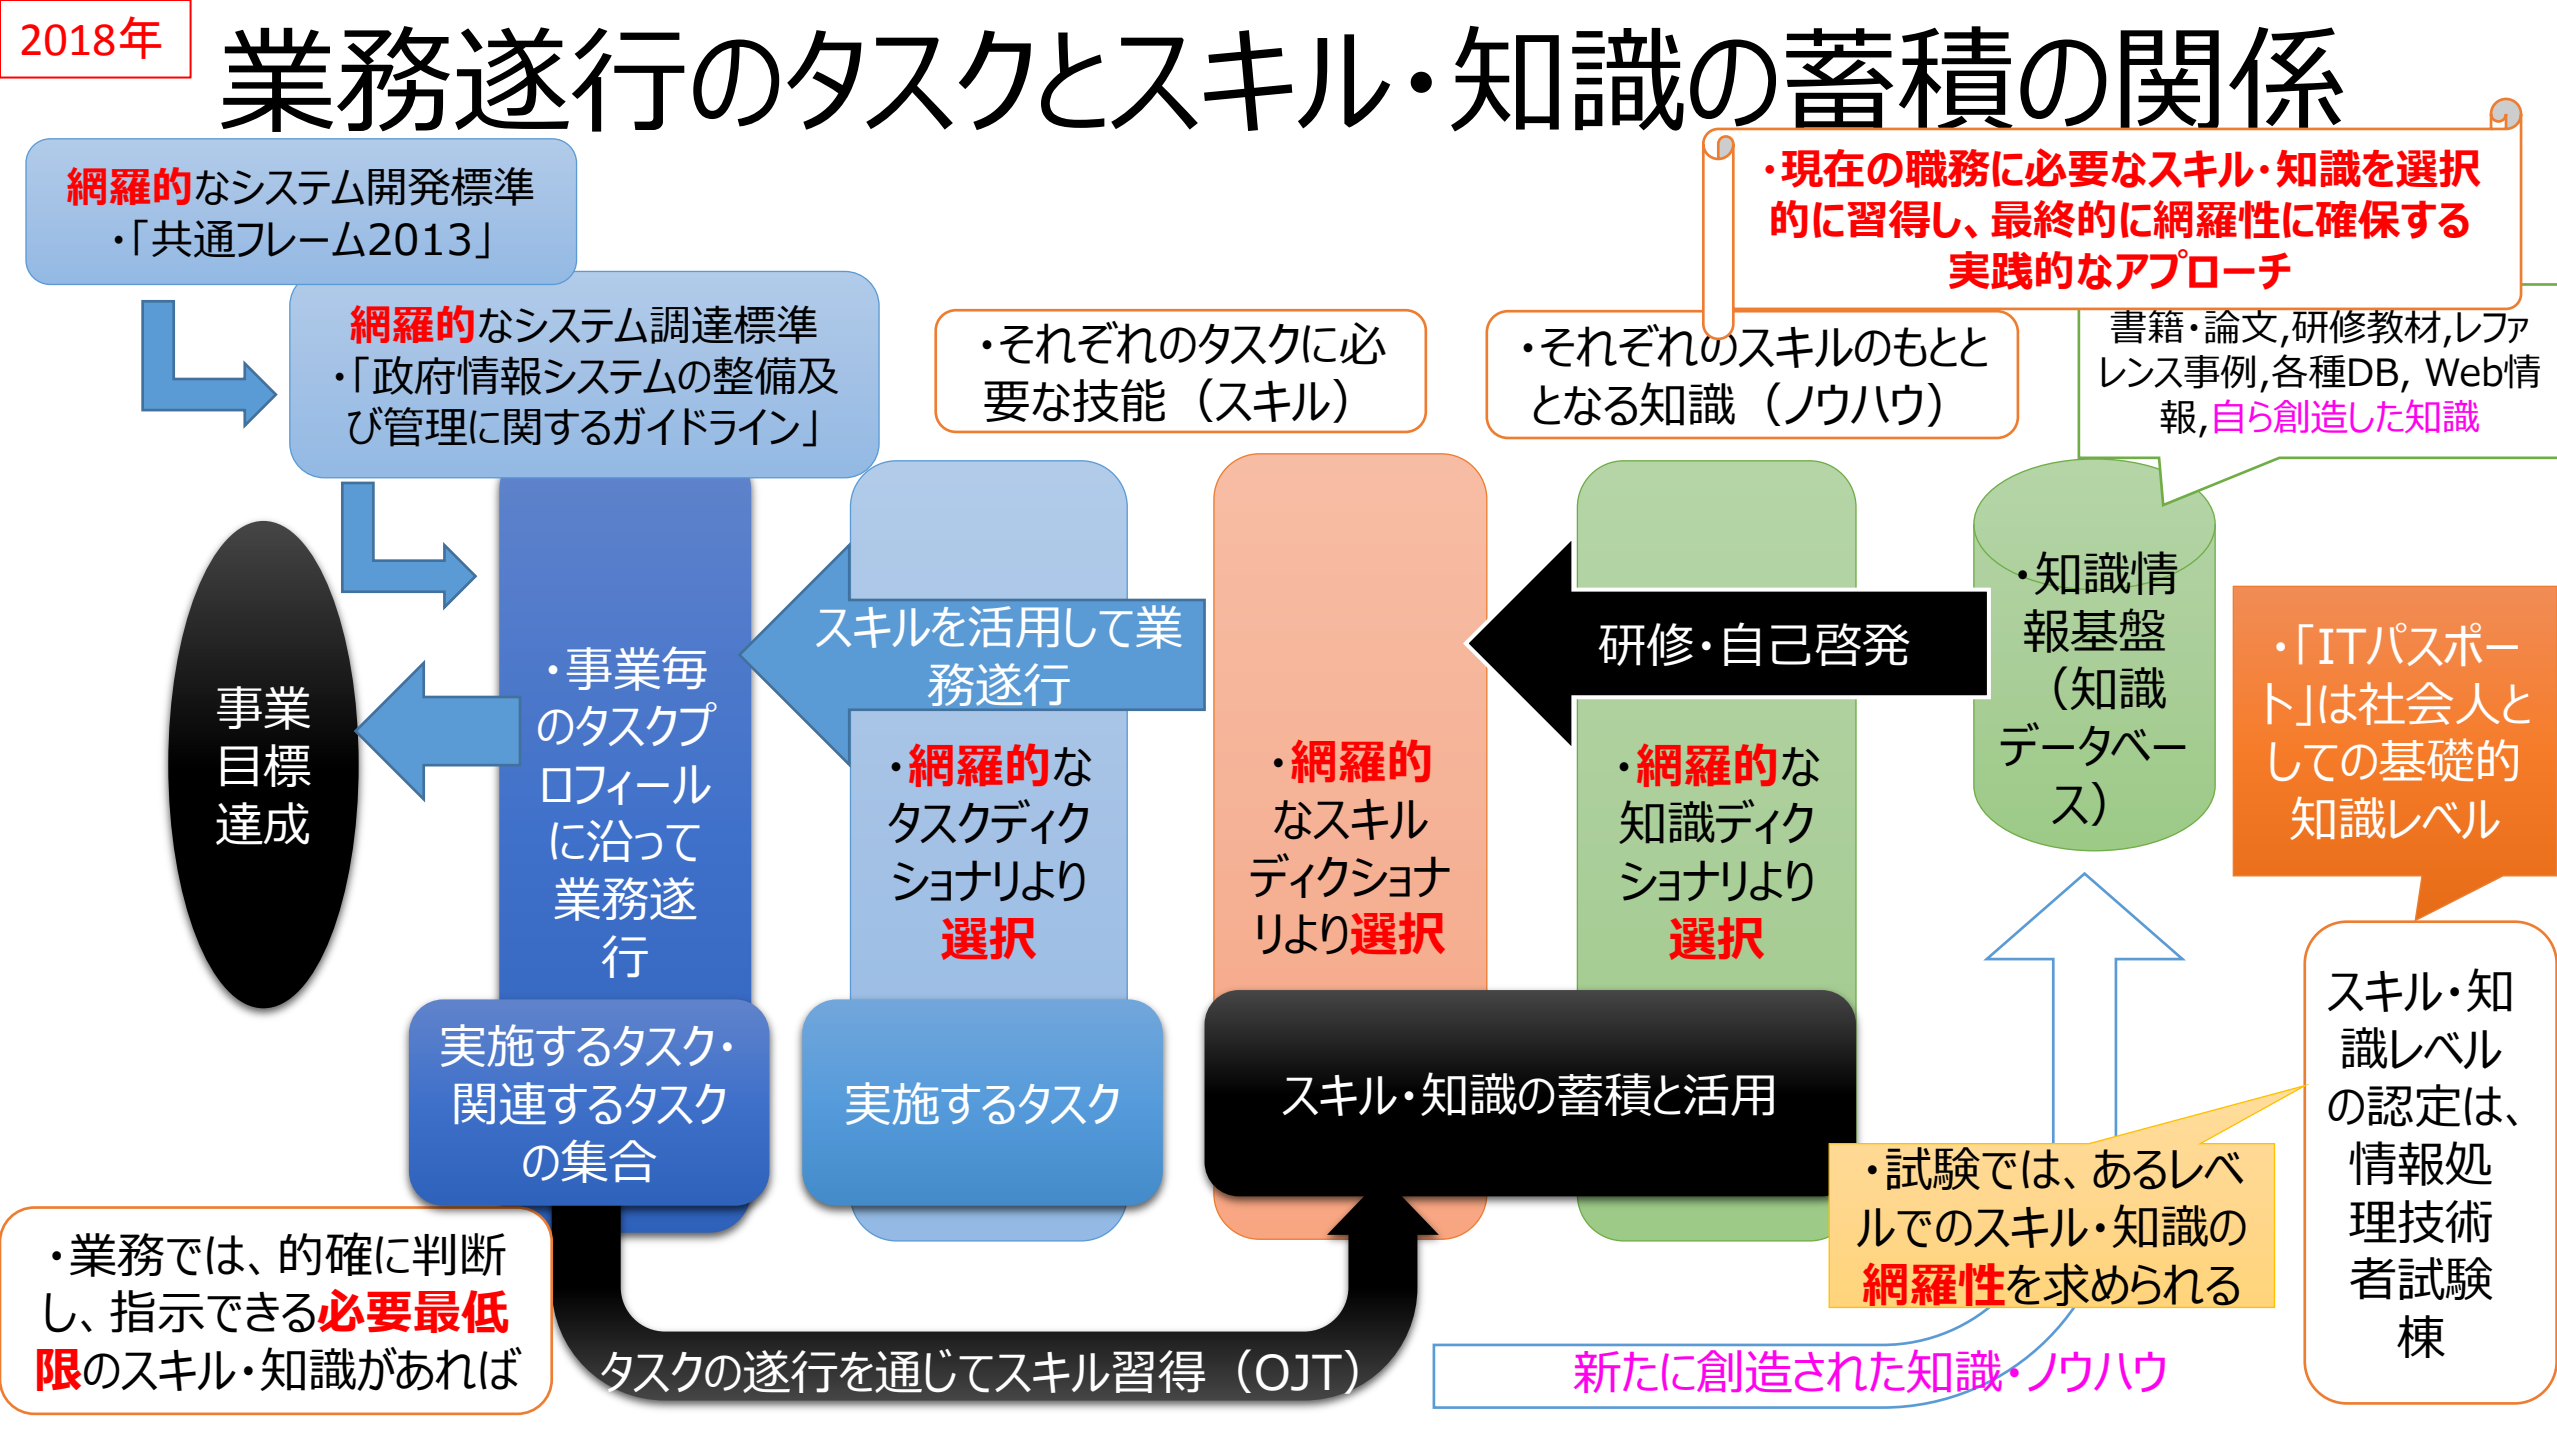 2018年
業務遂行のタスクとスキル・知識の蓄積の関係
網羅的なシステム開発標準
・「共通フレーム2013」
・現在の職務に必要なスキル・知識を選択
的に習得し、最終的に網羅性に確保する
実践的なアプローチ
網羅的なシステム調達標準
・「政府情報システムの整備及
び管理に関するガイドライン」
・それぞれのタスクに必
要な技能（スキル）
・それぞれのスキルのもとと
となる知識（ノウハウ）
書籍・論文,研修教材,レファ
レンス事例,各種DB, Web情
報,自ら創造した知識
事業
目標
達成
・事業毎
のタスクプ
ロフィール
に沿って
業務遂
行
スキルを活用して業
務遂行
・網羅的な
タスクディク
ショナリより
選択
・網羅的
なスキル
ディクショナ
リより選択
研修・自己啓発
・網羅的な
知識ディク
ショナリより
選択
・知識情
報基盤
（知識
データベー
ス）
・「ITパスポー
ト」は社会人と
しての基礎的
知識レベル
実施するタスク・
関連するタスク
の集合
実施するタスク
スキル・知識の蓄積と活用
スキル・知
識レベル
の認定は、
情報処
理技術
者試験
棟
・試験では、あるレベ
ルでのスキル・知識の
網羅性を求められる
・業務では、的確に判断
し、指示できる必要最低
限のスキル・知識があれば
タスクの遂行を通じてスキル習得（OJT）
新たに創造された知識・ノウハウ